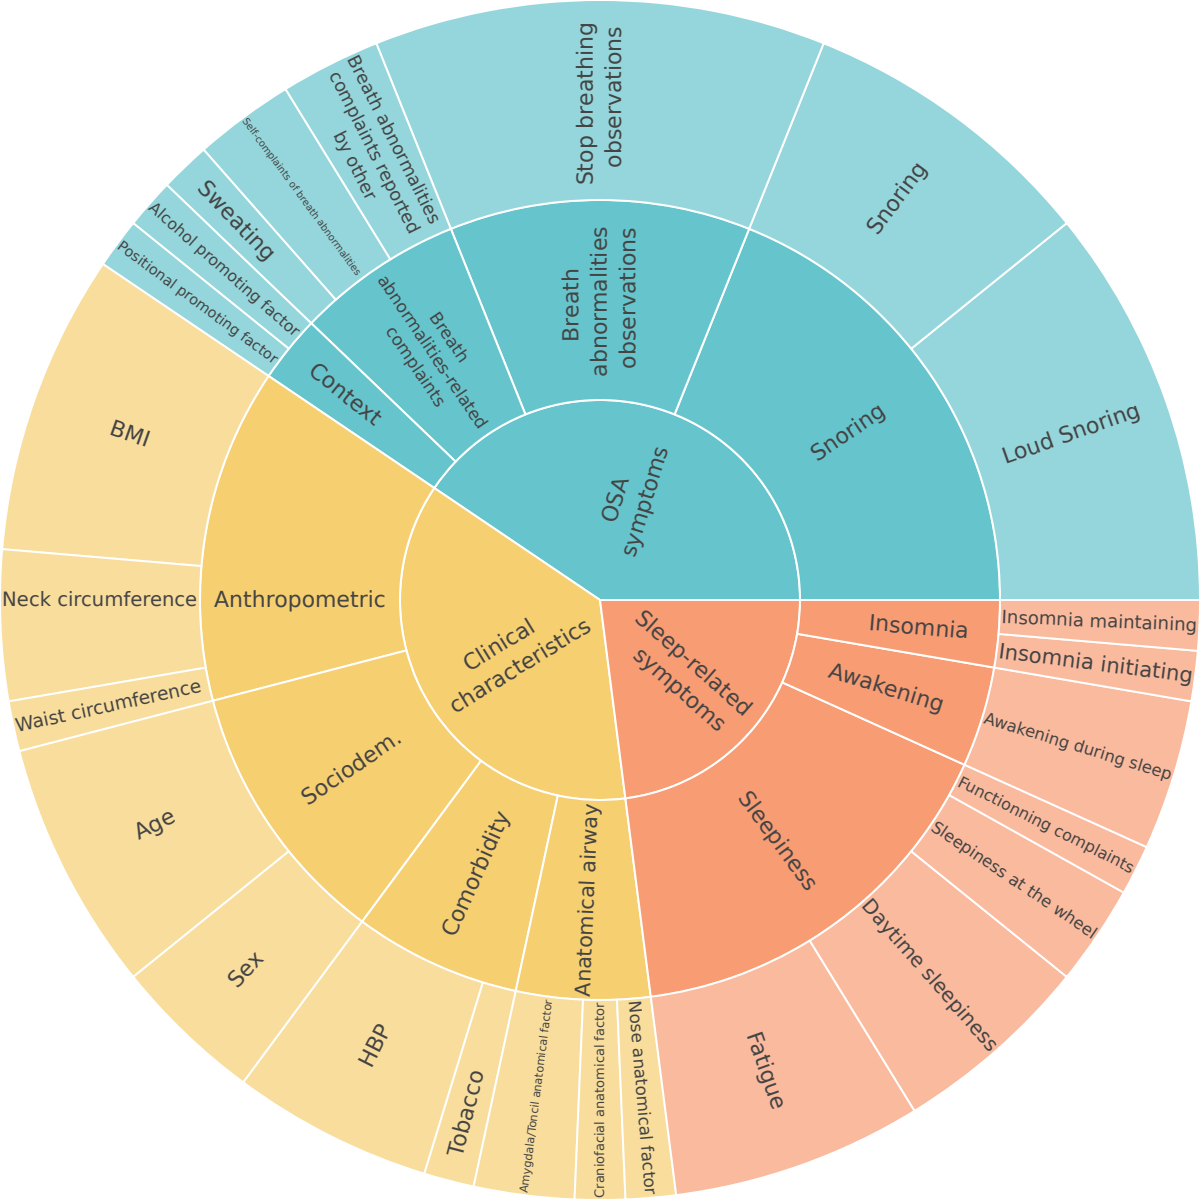 OSA
symptoms
Snoring
Snoring
Loud Snoring
Breath
abnormalities
observations
Stop breathing
observations
Breath
abnormalities-related
complaints
Breath abnormalities
complaints reported
by other
Self-complaints of breath abnormalities
Sweating
Context
Alcohol promoting factor
Positional promoting factor
Clinical
characteristics
Anthropometric
BMI
Neck circumference
Waist circumference
Sociodem.
Age
Sex
Comorbidity
HBP
Tobacco
Anatomical airway
Amygdala/Toncil anatomical factor
Craniofacial anatomical factor
Nose anatomical factor
Sleep-related
symptoms
Sleepiness
Fatigue
Daytime sleepiness
Sleepiness at the wheel
Functionning complaints
Awakening
Awakening during sleep
Insomnia
Insomnia initiating
Insomnia maintaining